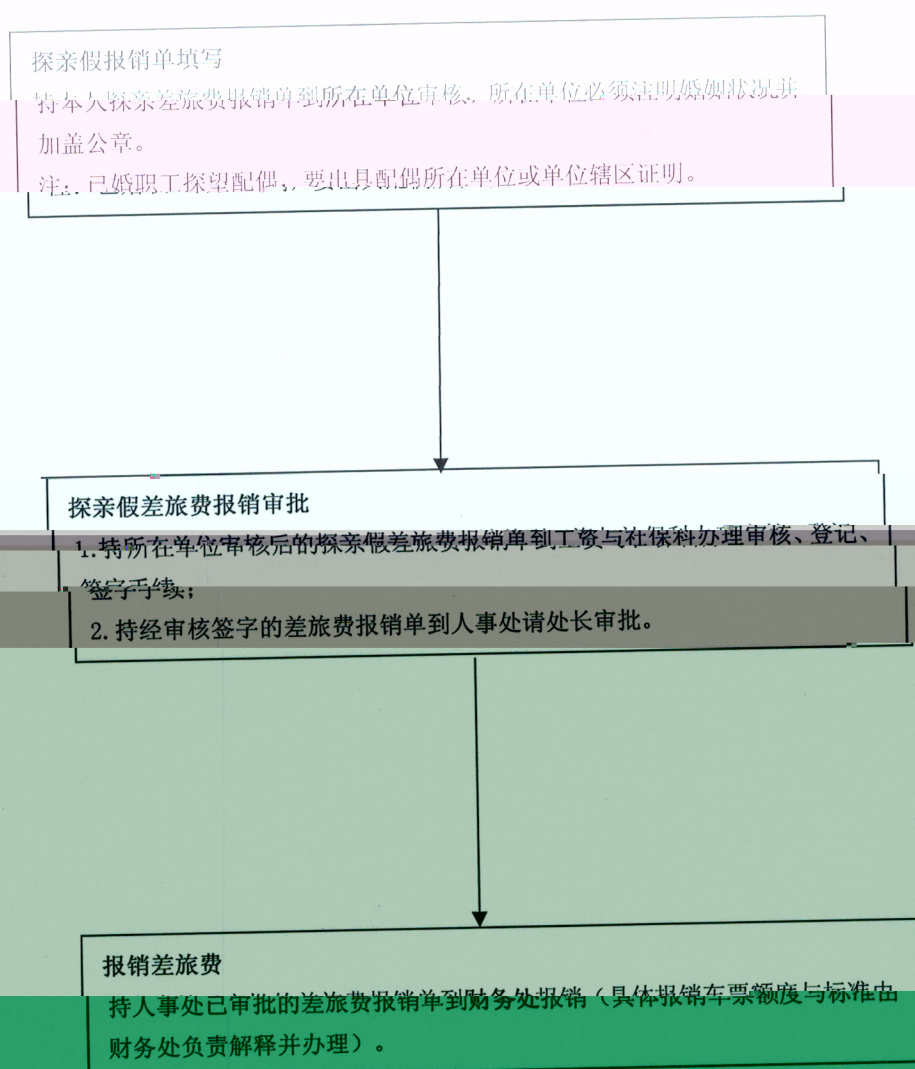 探亲假报销单填写
持本人探亲差旅费报销单到所在单位审核，所在单位必须注明婚姻状况并
加盖公章。
注：已婚职工探望配偶，要出具配偶所在单位或单位辖区证明。
探亲假差旅费报销审批
1.持所在单位审核后的探亲假差旅费报销单到工资与社保科办理审核、登记、
签字手续；
2.持经审核签字的差旅费报销单到人事处请处长审批。
报销差旅费
持人事处已审批的差旅费报销单到财务处报销（具体报销车票额度与标准由
财务处负责解释并办理）。